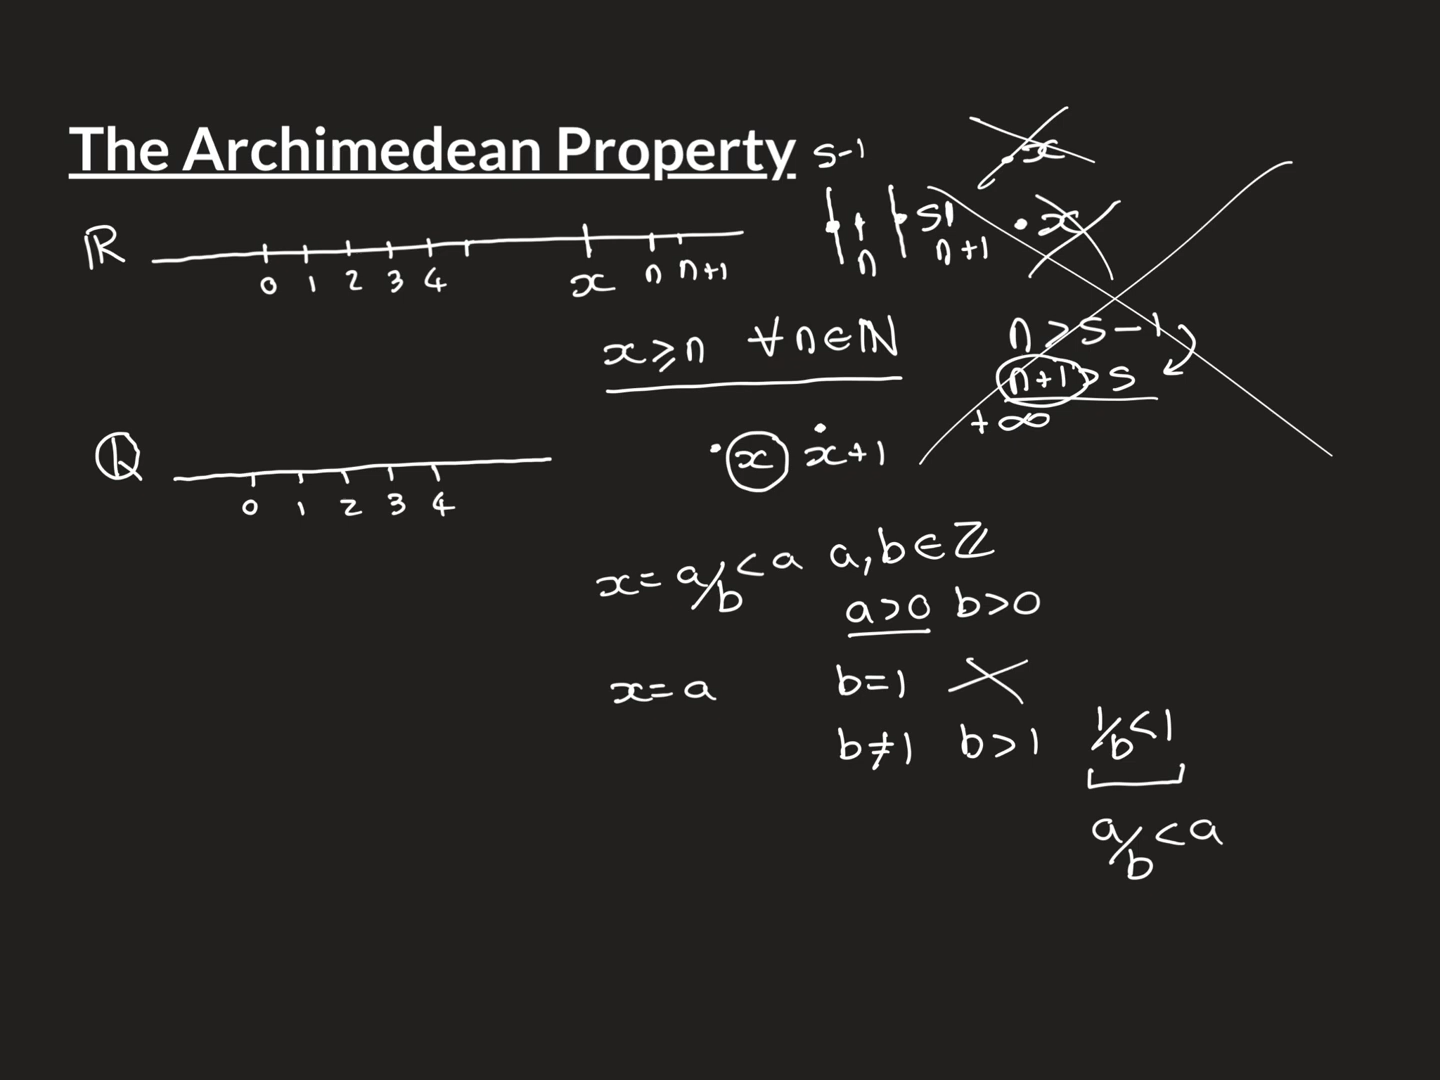 The Archimedean Property
s-1
x
ℝ
0 1 2 3 4 x n n+1
n s n+1 x
x ⩾ n ∀n∈ℕ
n > s-1
n+1 > s
+∞
ℚ
0 1 2 3 4
x x+1
x = a/b < a a,b∈ℤ
a>0 b>0
x = a b=1
b≠1 b>1 1/b<1
a/b < a